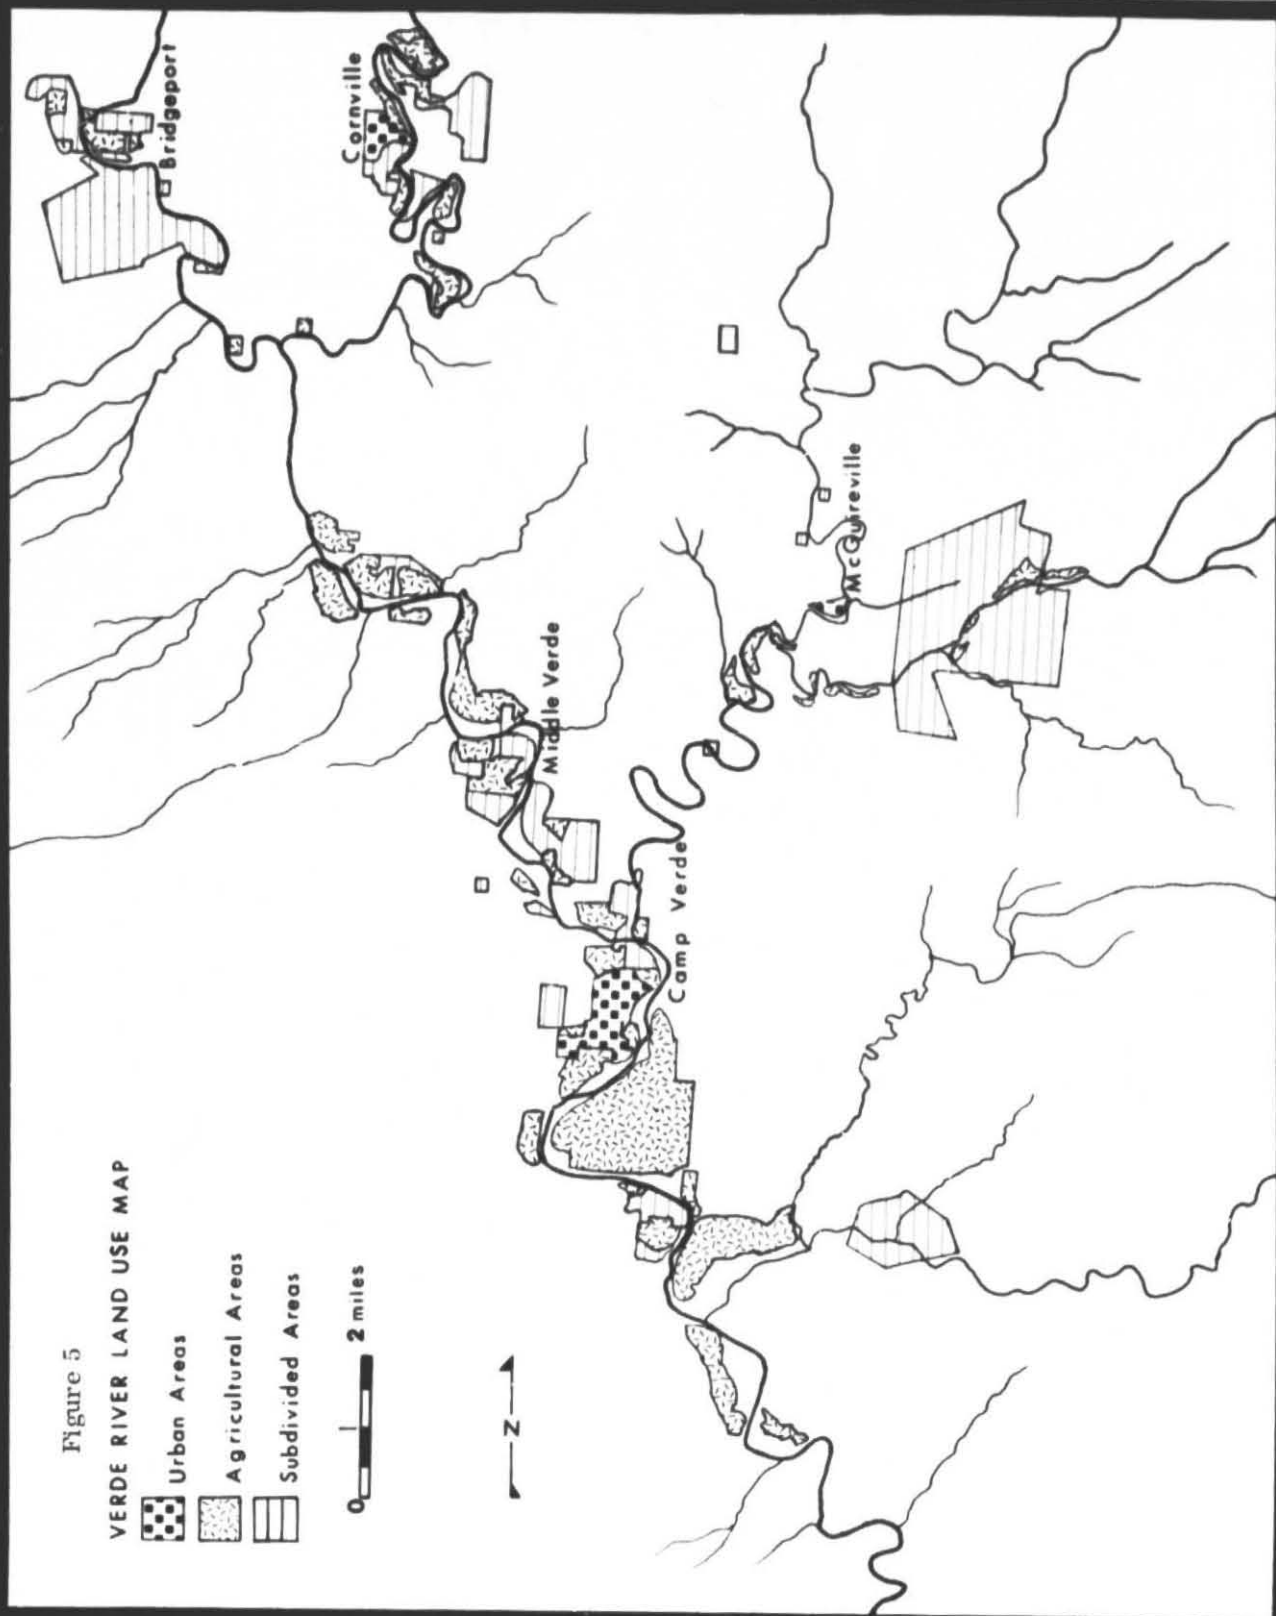 Figure 5
VERDE RIVER LAND USE MAP
Urban Areas
Agricultural Areas
Subdivided Areas
0 1 2 miles
N
Bridgeport
Cornville
Middle Verde
McGuireville
Camp Verde